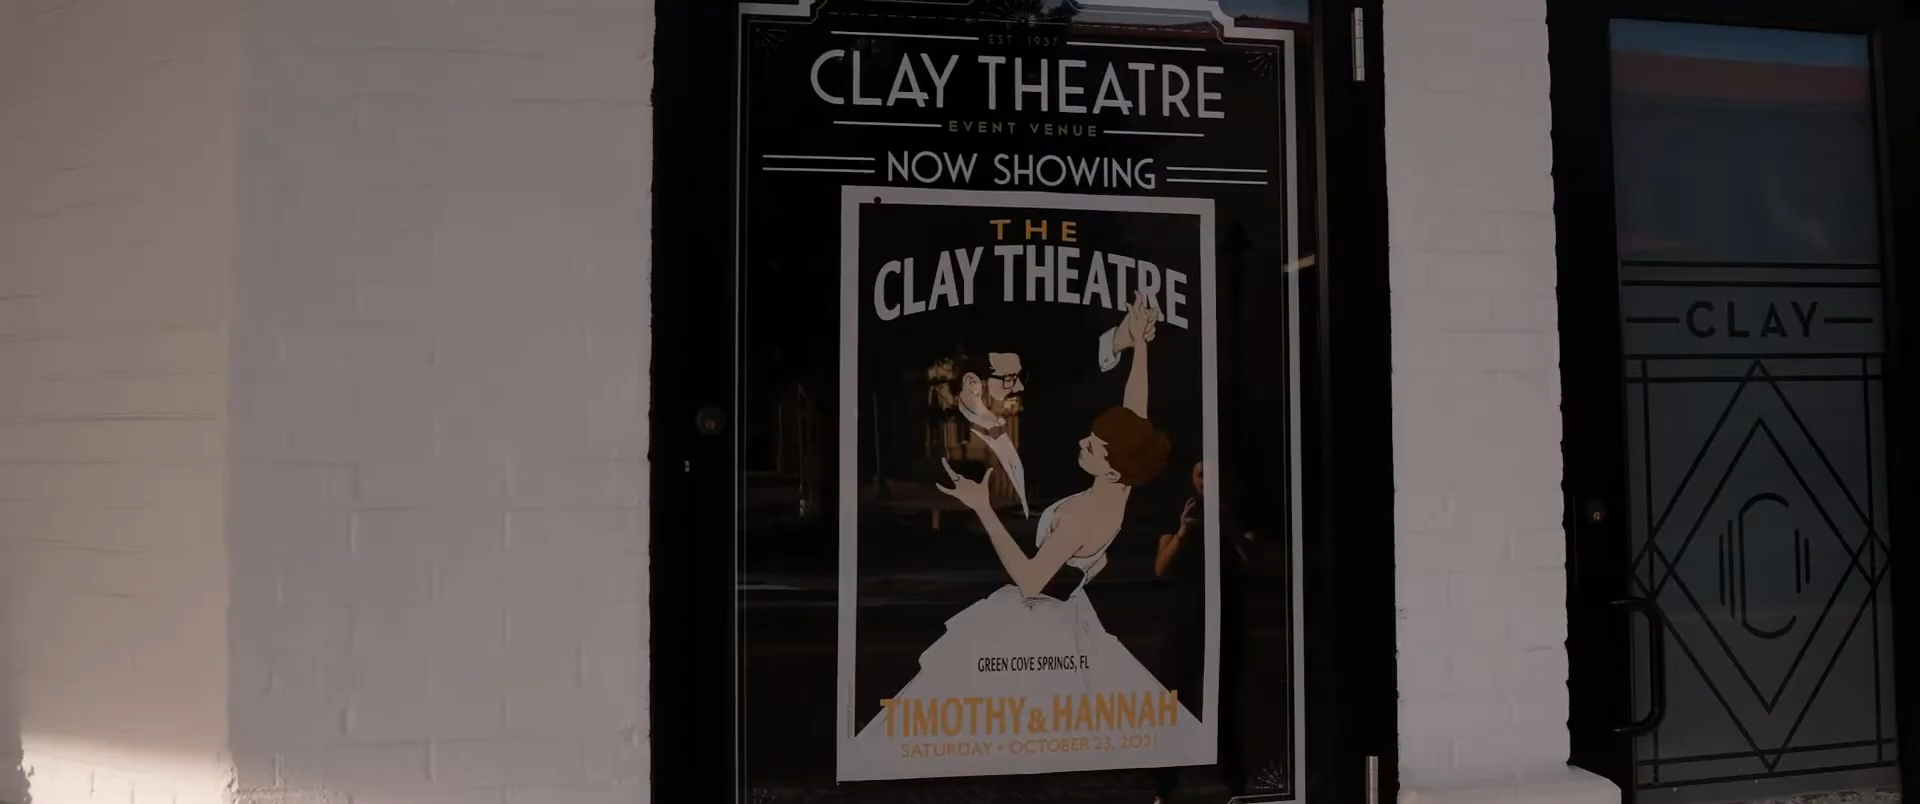 EST 1937
CLAY THEATRE
EVENT VENUE
NOW SHOWING
THE
CLAY THEATRE
GREEN COVE SPRINGS, FL
TIMOTHY & HANNAH
SATURDAY • OCTOBER 23, 2021
CLAY
C